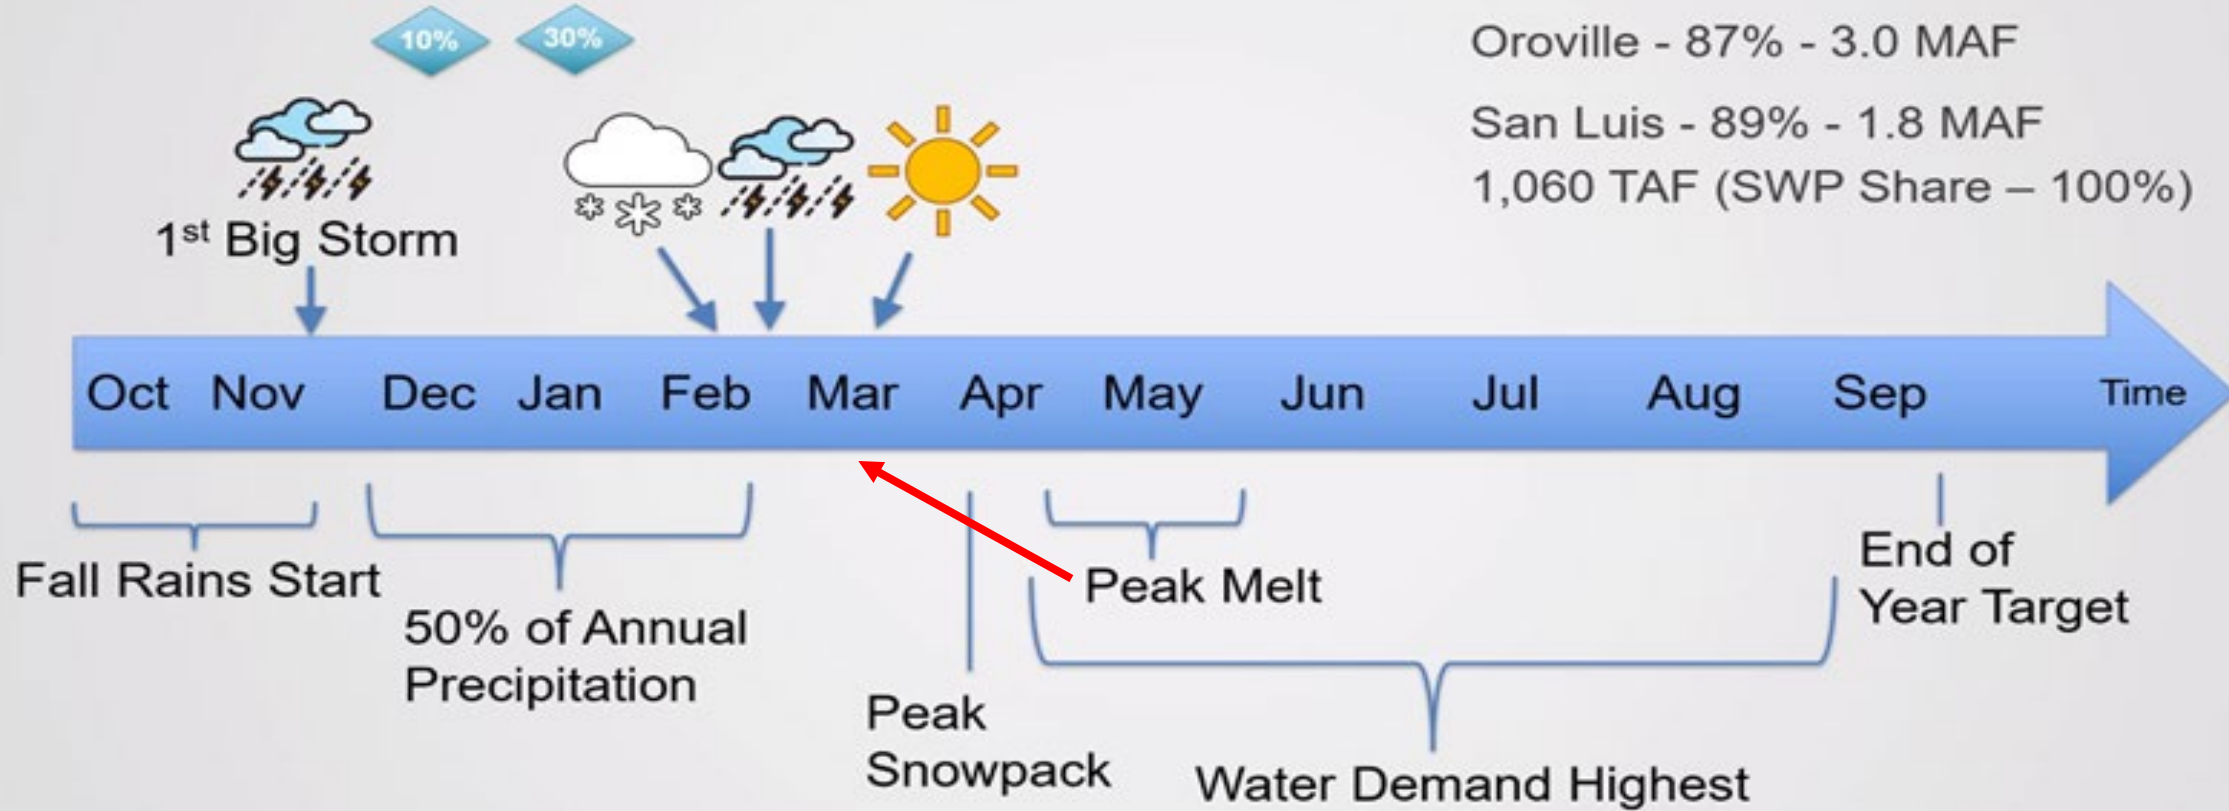 10%
30%
Oroville - 87% - 3.0 MAF
San Luis - 89% - 1.8 MAF
1,060 TAF (SWP Share – 100%)
1st Big Storm
Oct Nov Dec Jan Feb Mar Apr May Jun Jul Aug Sep Time
Fall Rains Start
50% of Annual
Precipitation
Peak
Snowpack
Peak Melt
Water Demand Highest
End of
Year Target